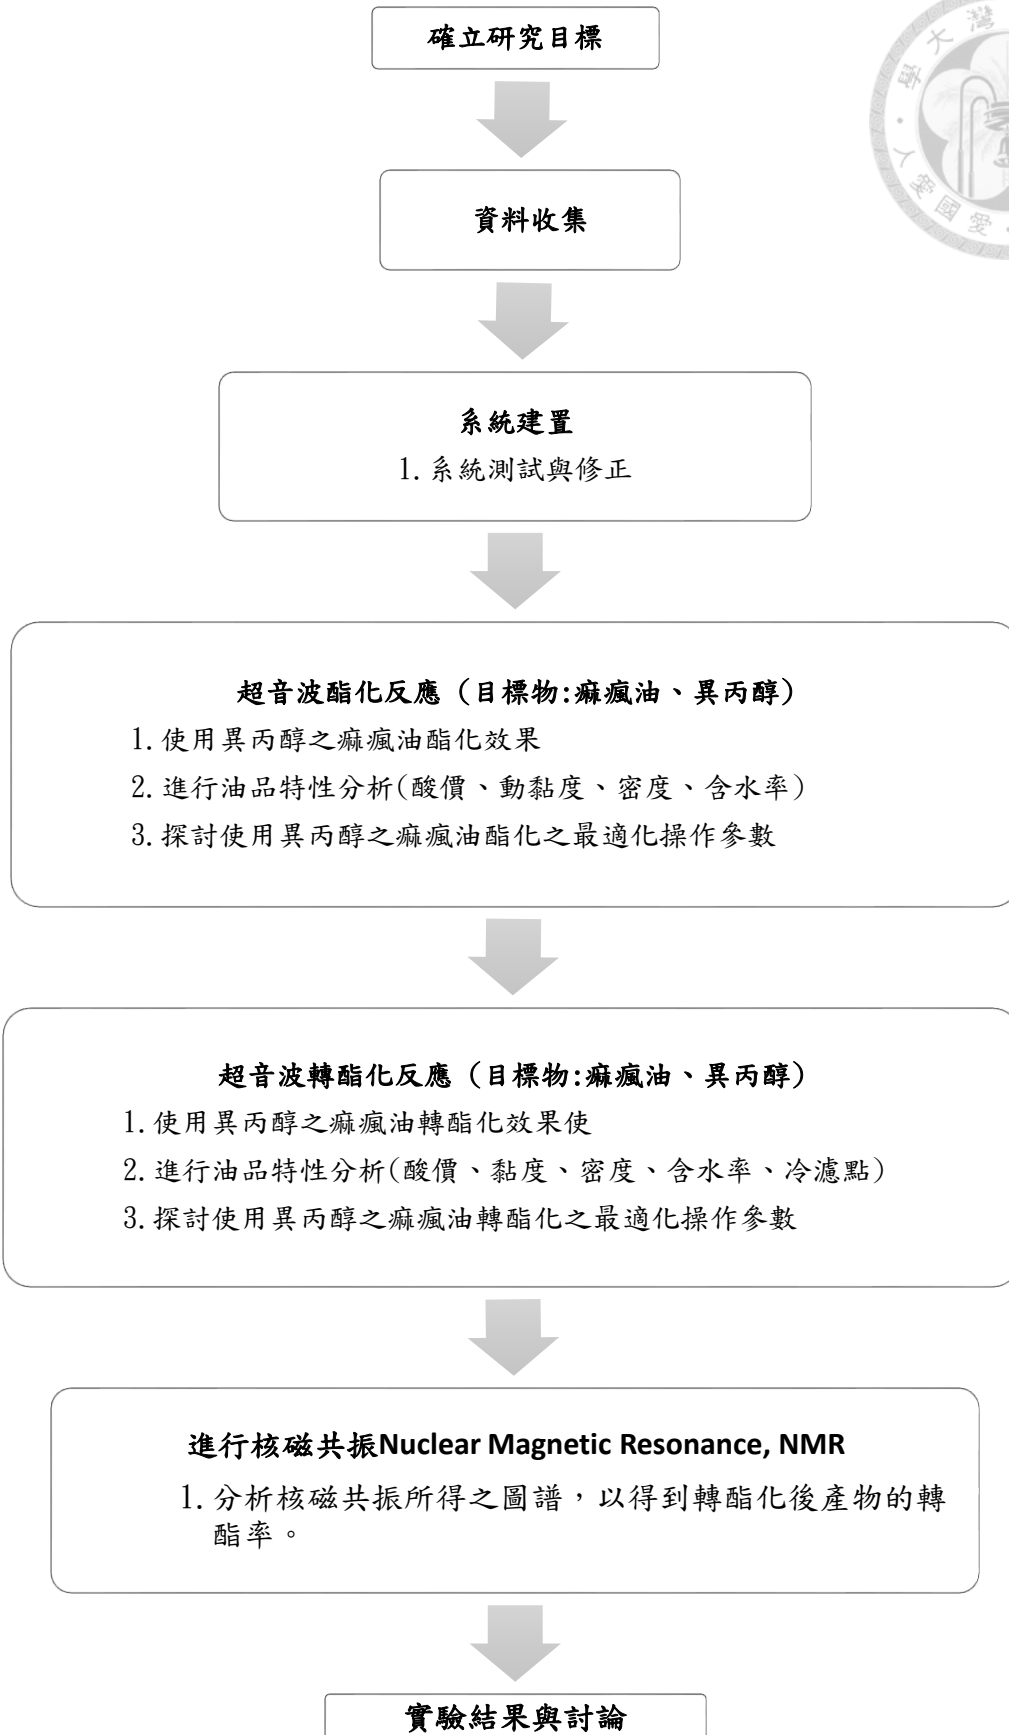 確立研究目標
資料收集
系統建置
1.系統測試與修正
超音波酯化反應（目標物:痲瘋油、異丙醇）
1.使用異丙醇之痲瘋油酯化效果
2.進行油品特性分析(酸價、動黏度、密度、含水率)
3.探討使用異丙醇之痲瘋油酯化之最適化操作參數
超音波轉酯化反應（目標物:痲瘋油、異丙醇）
1.使用異丙醇之痲瘋油轉酯化效果使
2.進行油品特性分析(酸價、黏度、密度、含水率、冷濾點)
3.探討使用異丙醇之痲瘋油轉酯化之最適化操作參數
進行核磁共振Nuclear Magnetic Resonance, NMR
1.分析核磁共振所得之圖譜，以得到轉酯化後產物的轉
酯率。
實驗結果與討論
灣大學
人愛國愛